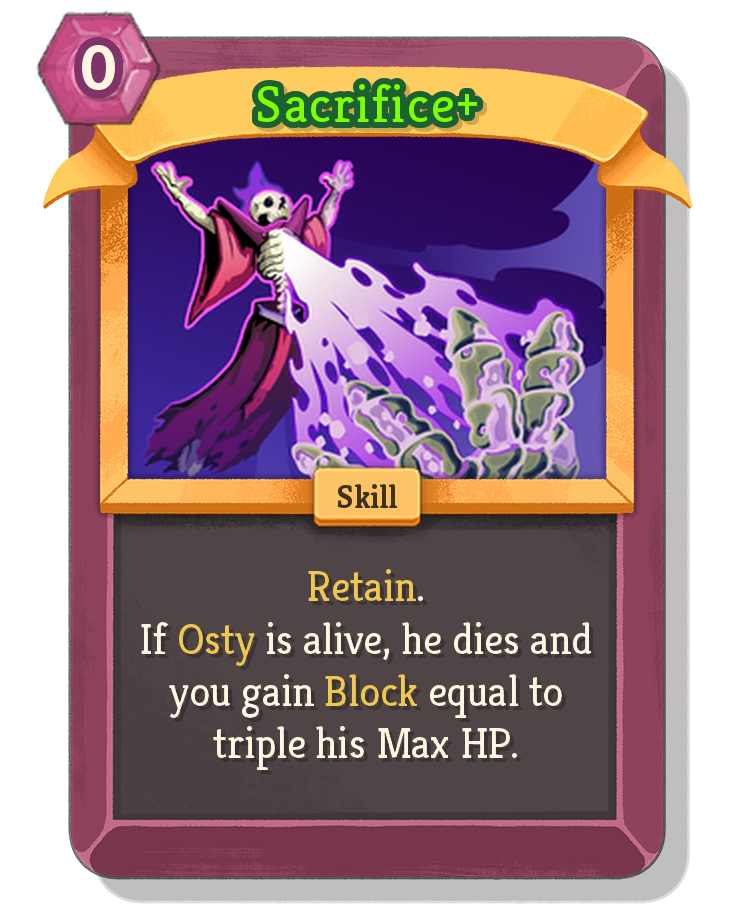 0
Sacrifice+
Skill
Retain.
If Osty is alive, he dies and
you gain Block equal to
triple his Max HP.